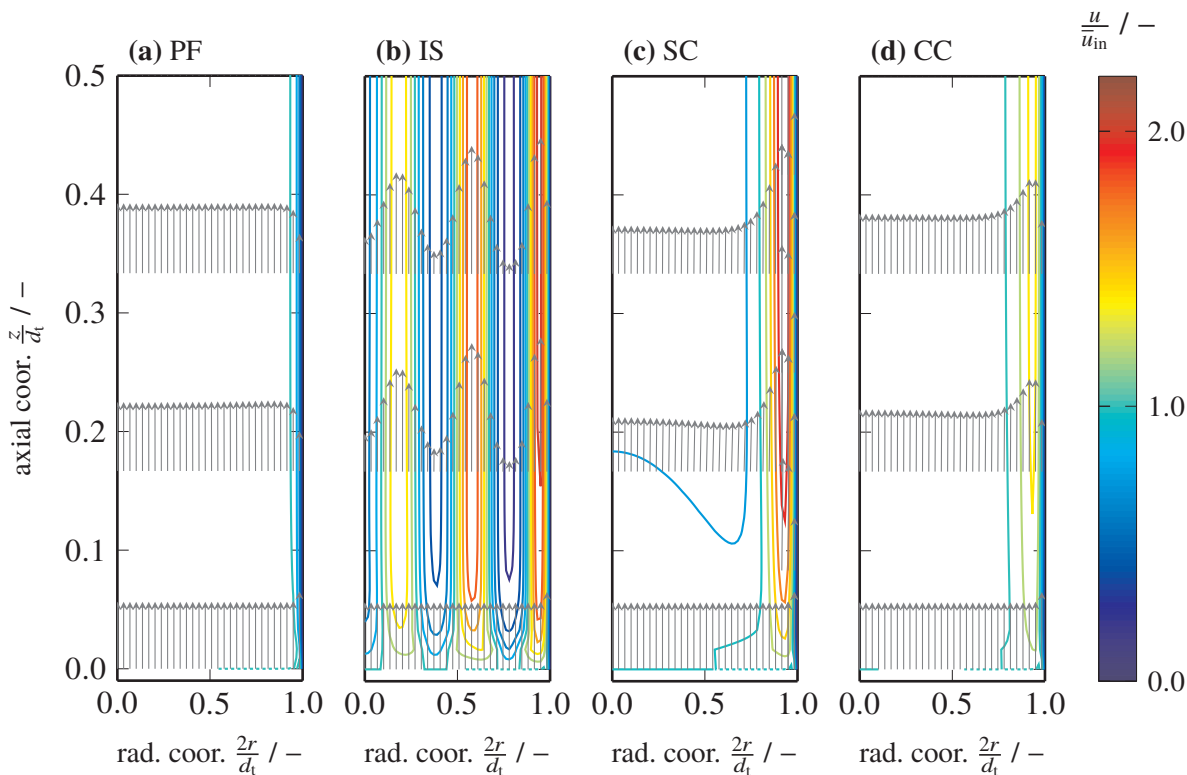 (a) PF (b) IS (c) SC (d) CC u/ū_in / −
0.5
0.4
0.3
0.2
0.1
0.0
axial coor. z/d_t / −
0.0 0.5 1.0 0.0 0.5 1.0 0.0 0.5 1.0 0.0 0.5 1.0
rad. coor. 2r/d_t / − rad. coor. 2r/d_t / − rad. coor. 2r/d_t / − rad. coor. 2r/d_t / −
2.0
1.0
0.0